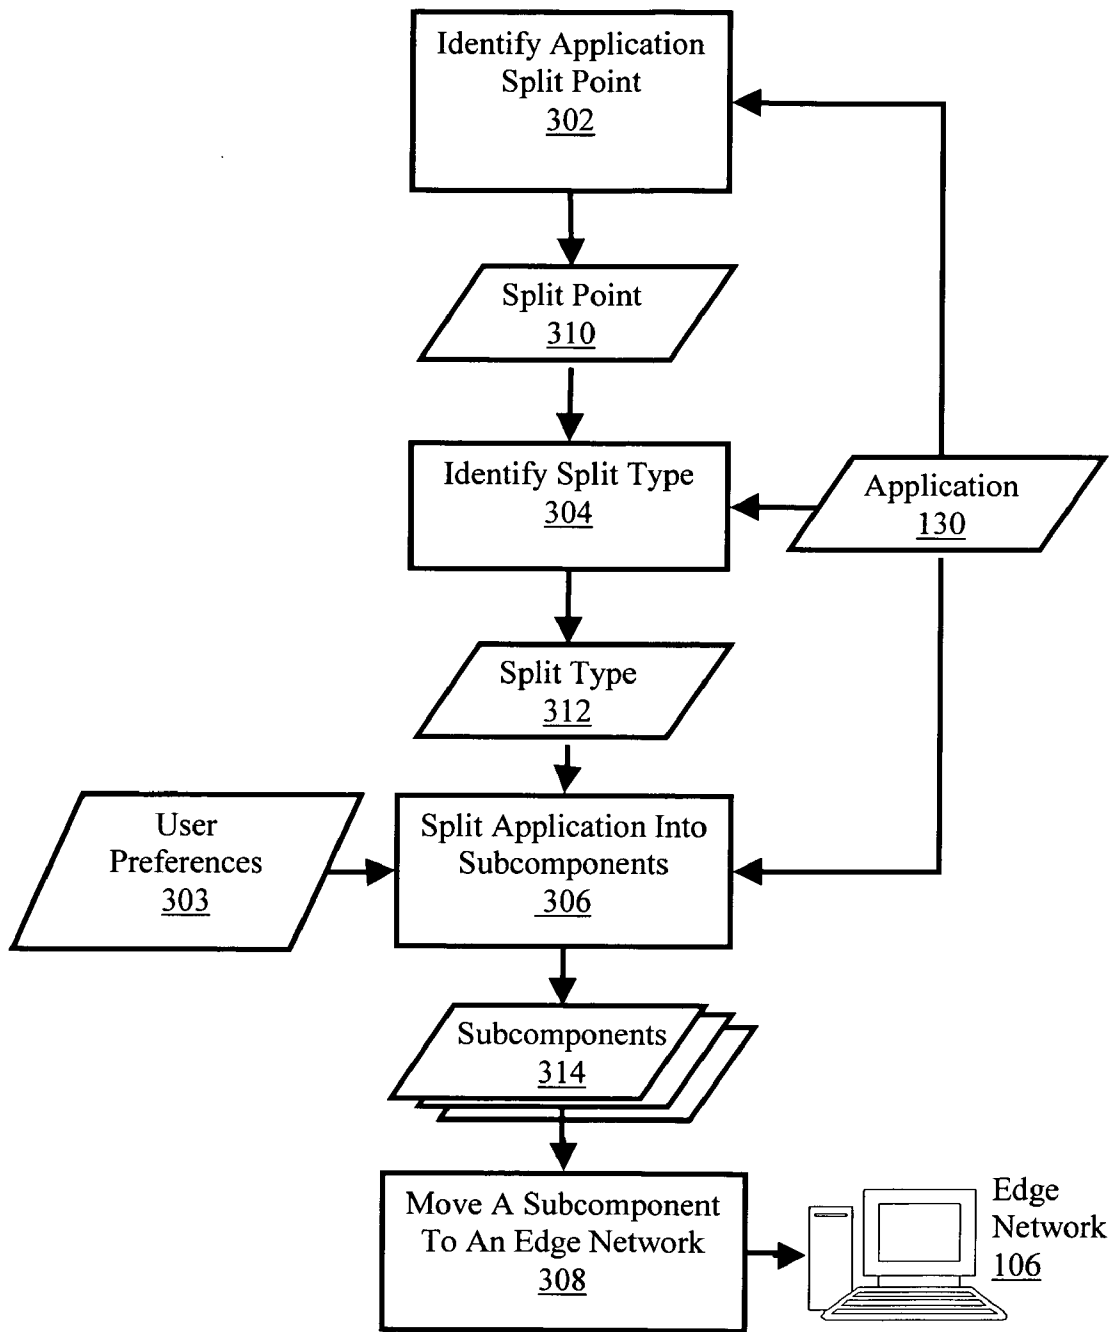 Identify Application
Split Point
302
Split Point
310
Identify Split Type
304
Application
130
Split Type
312
User
Preferences
303
Split Application Into
Subcomponents
306
Subcomponents
314
Move A Subcomponent
To An Edge Network
308
Edge
Network
106